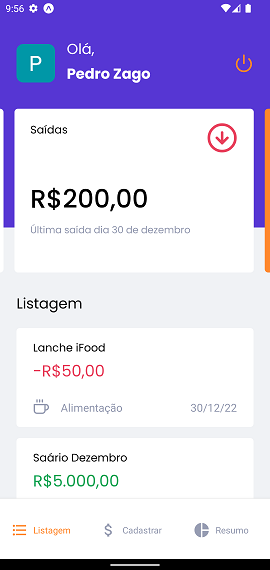 9:56
P
Olá,
Pedro Zago
Saídas
R$200,00
Última saída dia 30 de dezembro
Listagem
Lanche iFood
-R$50,00
Alimentação 30/12/22
Saário Dezembro
R$5.000,00
Listagem $ Cadastrar Resumo